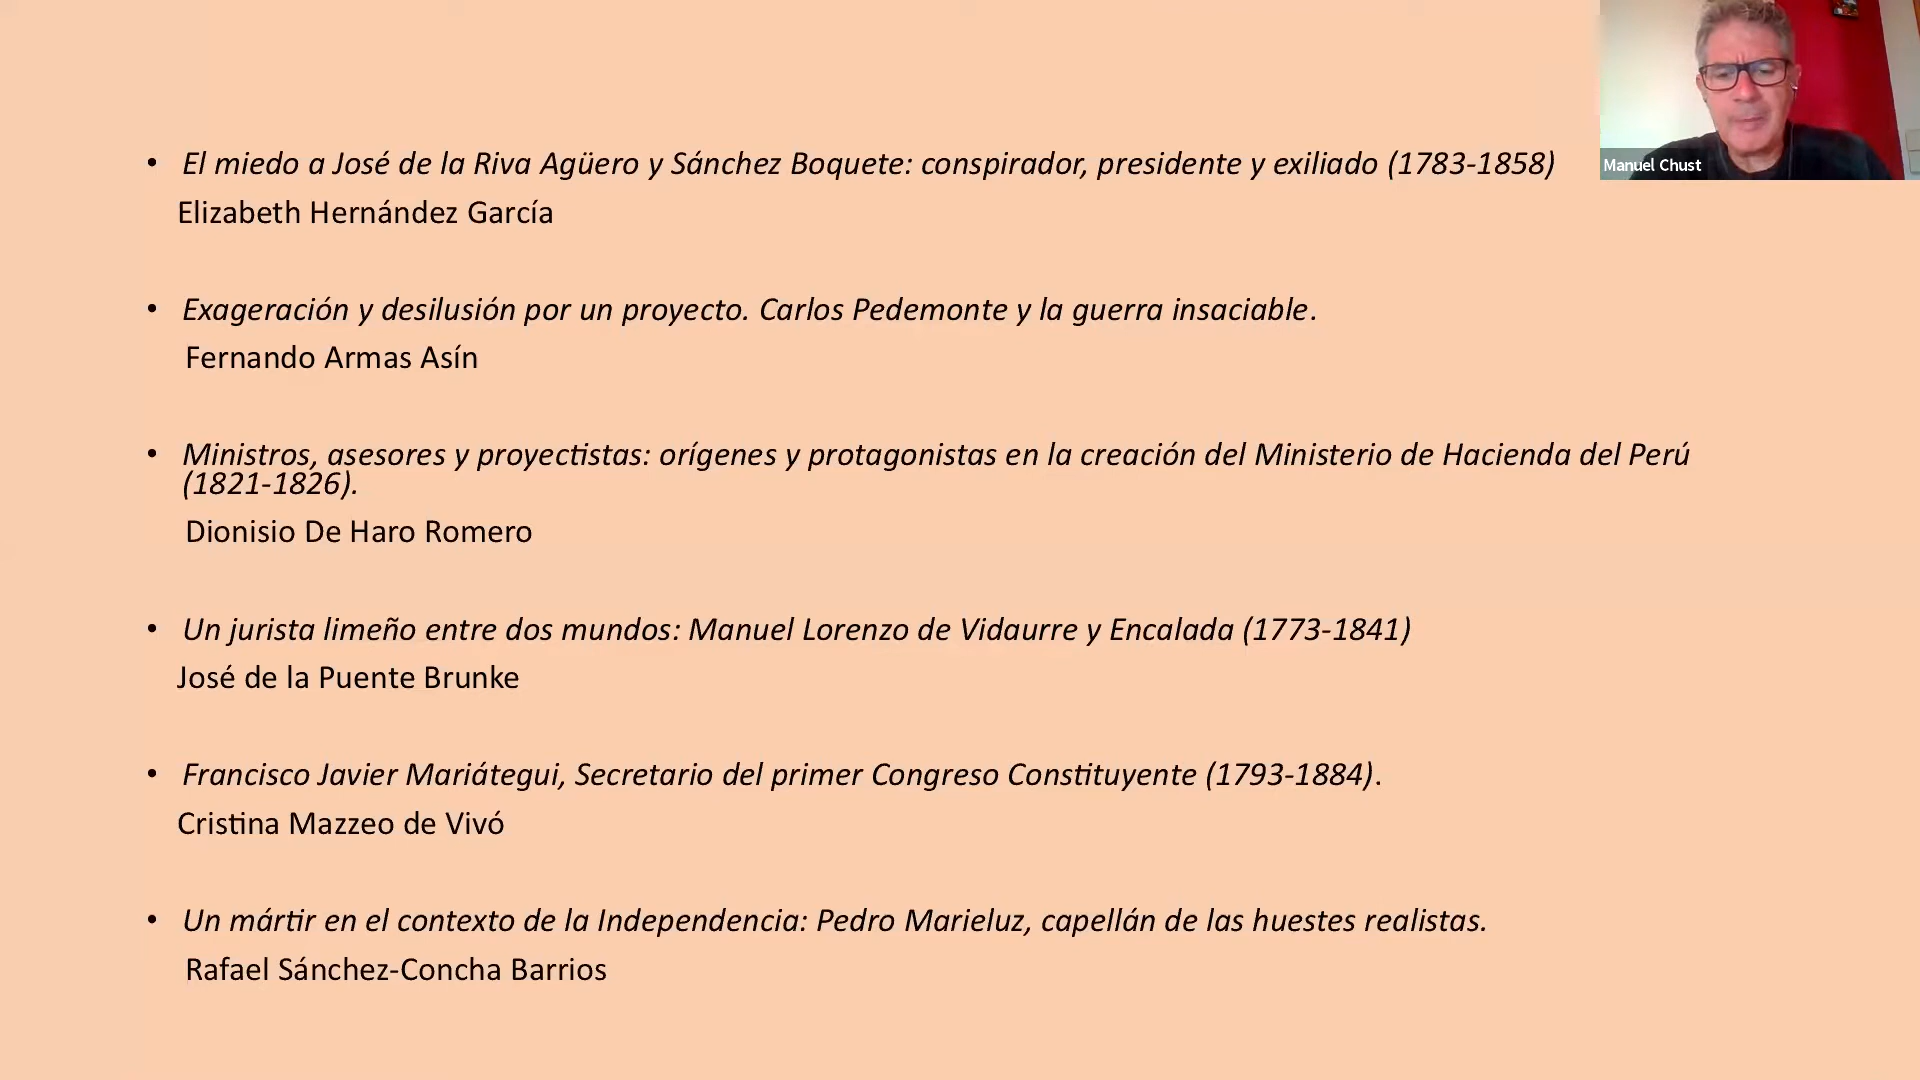 Manuel Chust
• El miedo a José de la Riva Agüero y Sánchez Boquete: conspirador, presidente y exiliado (1783-1858)
Elizabeth Hernández García
• Exageración y desilusión por un proyecto. Carlos Pedemonte y la guerra insaciable.
Fernando Armas Asín
• Ministros, asesores y proyectistas: orígenes y protagonistas en la creación del Ministerio de Hacienda del Perú
(1821-1826).
Dionisio De Haro Romero
• Un jurista limeño entre dos mundos: Manuel Lorenzo de Vidaurre y Encalada (1773-1841)
José de la Puente Brunke
• Francisco Javier Mariátegui, Secretario del primer Congreso Constituyente (1793-1884).
Cristina Mazzeo de Vivó
• Un mártir en el contexto de la Independencia: Pedro Marieluz, capellán de las huestes realistas.
Rafael Sánchez-Concha Barrios